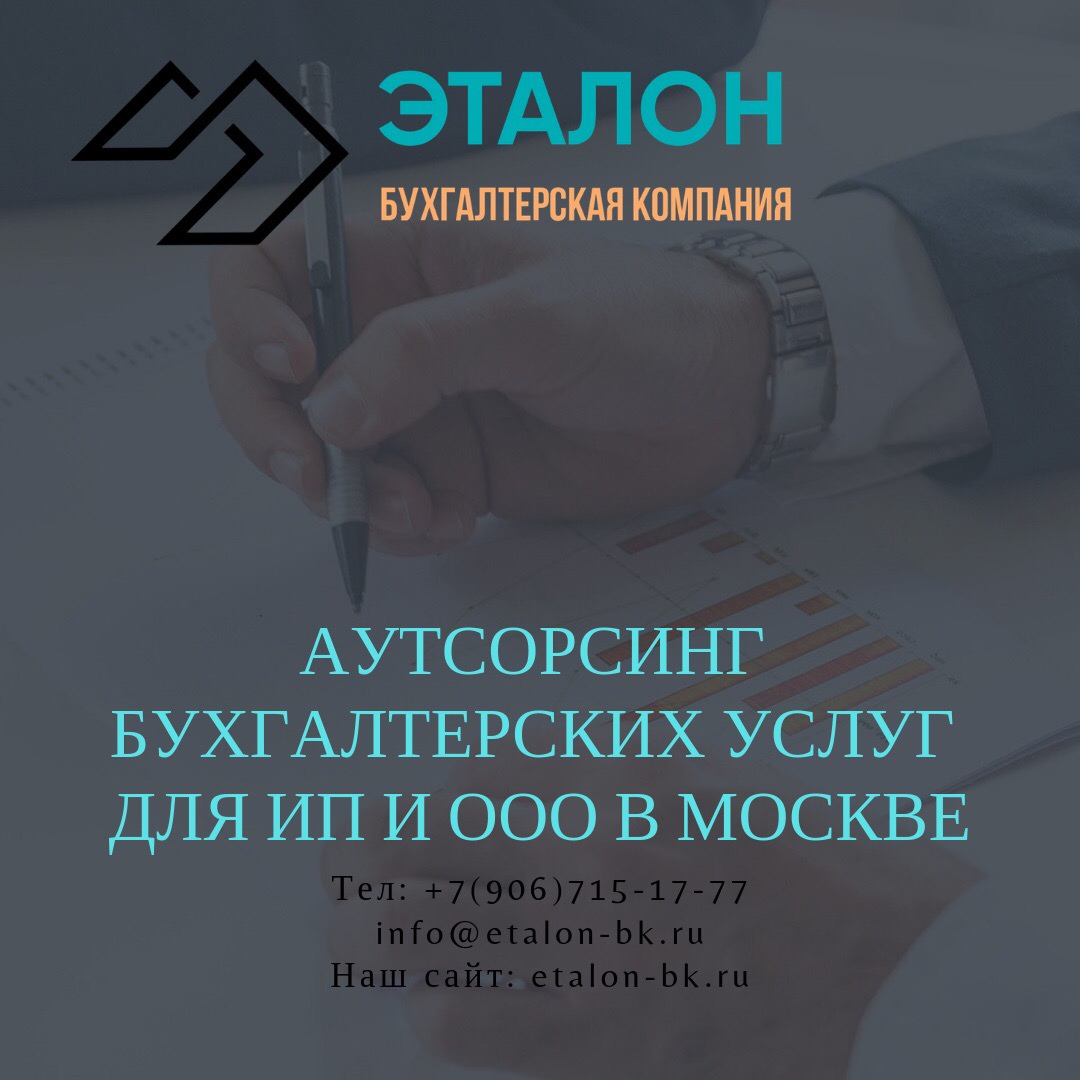 ЭТАЛОН
БУХГАЛТЕРСКАЯ КОМПАНИЯ
АУТСОРСИНГ
БУХГАЛТЕРСКИХ УСЛУГ
ДЛЯ ИП И ООО В МОСКВЕ
Тел: +7(906)715-17-77
info@etalon-bk.ru
Наш сайт: etalon-bk.ru